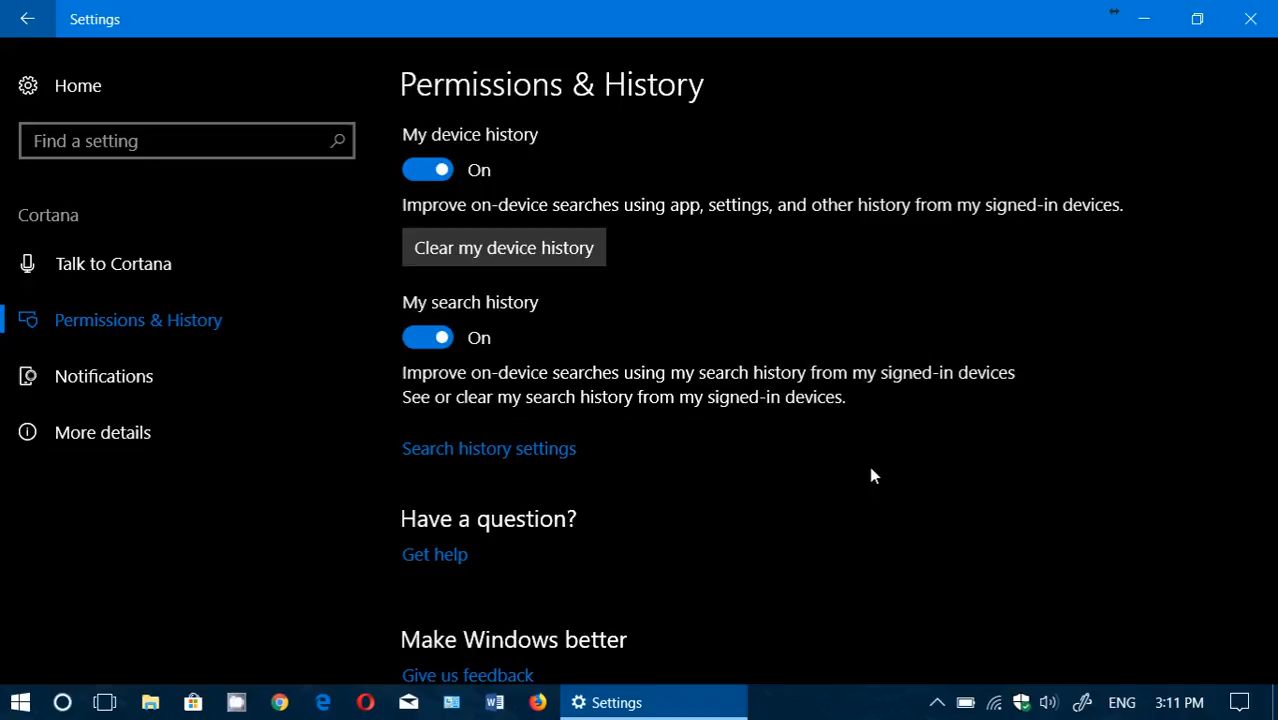 Settings
Home
Find a setting
Cortana
Talk to Cortana
Permissions & History
Notifications
More details
Permissions & History
My device history
On
Improve on-device searches using app, settings, and other history from my signed-in devices.
Clear my device history
My search history
On
Improve on-device searches using my search history from my signed-in devices
See or clear my search history from my signed-in devices.
Search history settings
Have a question?
Get help
Make Windows better
Give us feedback
Settings
ENG
3:11 PM